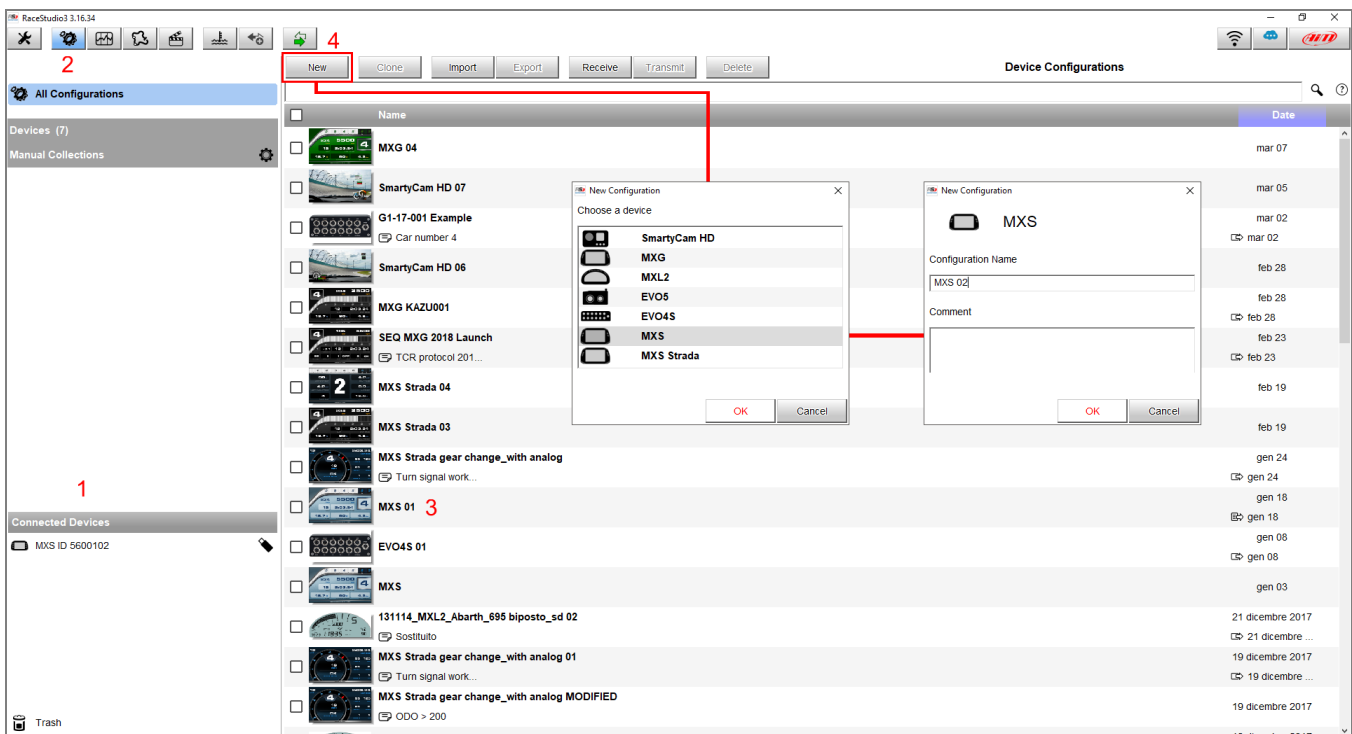 RaceStudio3 3.16.34
2
4
AiM
New
Clone
Import
Export
Receive
Transmit
Delete
Device Configurations
All Configurations
Devices (7)
Manual Collections
1
Connected Devices
MXS ID 5600102
Trash
Name
Date
MXG 04
mar 07
SmartyCam HD 07
mar 05
G1-17-001 Example
mar 02
Car number 4
mar 02
SmartyCam HD 06
feb 28
MXG KAZU001
feb 28
feb 28
SEQ MXG 2018 Launch
feb 23
TCR protocol 201...
feb 23
MXS Strada 04
feb 19
MXS Strada 03
feb 19
MXS Strada gear change_with analog
gen 24
Turn signal work...
gen 24
MXS 01
3
gen 18
gen 18
EVO4S 01
gen 08
gen 08
MXS
gen 03
131114_MXL2_Abarth_695 biposto_sd 02
21 dicembre 2017
Sostituito
21 dicembre ...
MXS Strada gear change_with analog 01
19 dicembre 2017
Turn signal work...
19 dicembre ...
MXS Strada gear change_with analog MODIFIED
19 dicembre 2017
ODO > 200
New Configuration
Choose a device
SmartyCam HD
MXG
MXL2
EVO5
EVO4S
MXS
MXS Strada
OK
Cancel
New Configuration
MXS
Configuration Name
MXS 02
Comment
OK
Cancel